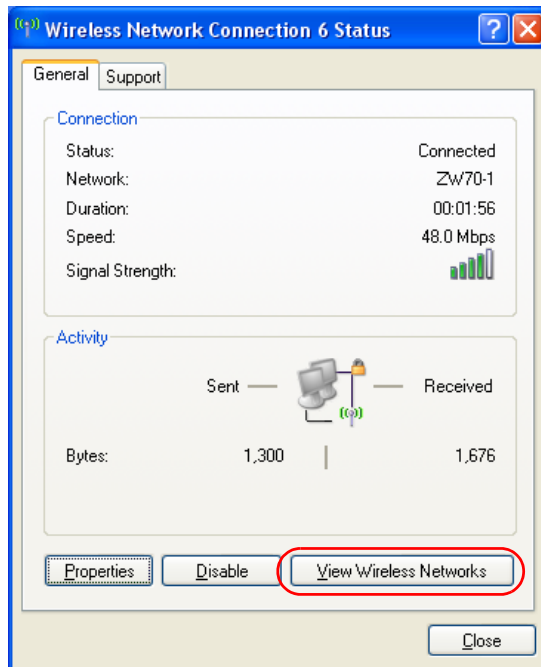 Wireless Network Connection 6 Status
General Support
Connection
Status: Connected
Network: ZW70-1
Duration: 00:01:56
Speed: 48.0 Mbps
Signal Strength:
Activity
Sent Received
Bytes: 1,300 1,676
Properties Disable View Wireless Networks
Close